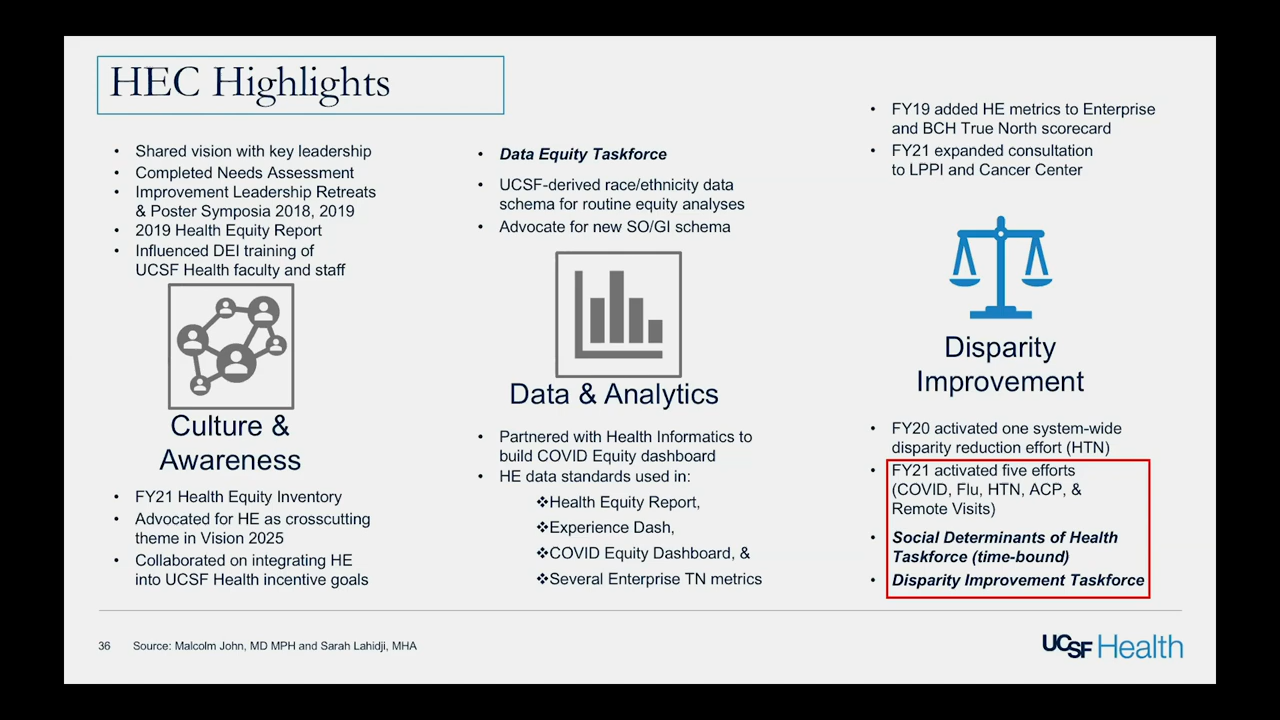 HEC Highlights
• Shared vision with key leadership
• Completed Needs Assessment
• Improvement Leadership Retreats
& Poster Symposia 2018, 2019
• 2019 Health Equity Report
• Influenced DEI training of
UCSF Health faculty and staff
Culture &
Awareness
• FY21 Health Equity Inventory
• Advocated for HE as crosscutting
theme in Vision 2025
• Collaborated on integrating HE
into UCSF Health incentive goals
• Data Equity Taskforce
• UCSF-derived race/ethnicity data
schema for routine equity analyses
• Advocate for new SO/GI schema
Data & Analytics
• Partnered with Health Informatics to
build COVID Equity dashboard
• HE data standards used in:
❖Health Equity Report,
❖Experience Dash,
❖COVID Equity Dashboard, &
❖Several Enterprise TN metrics
• FY19 added HE metrics to Enterprise
and BCH True North scorecard
• FY21 expanded consultation
to LPPI and Cancer Center
Disparity
Improvement
• FY20 activated one system-wide
disparity reduction effort (HTN)
• FY21 activated five efforts
(COVID, Flu, HTN, ACP, &
Remote Visits)
• Social Determinants of Health
Taskforce (time-bound)
• Disparity Improvement Taskforce
36 Source: Malcolm John, MD MPH and Sarah Lahidji, MHA
UCSF Health